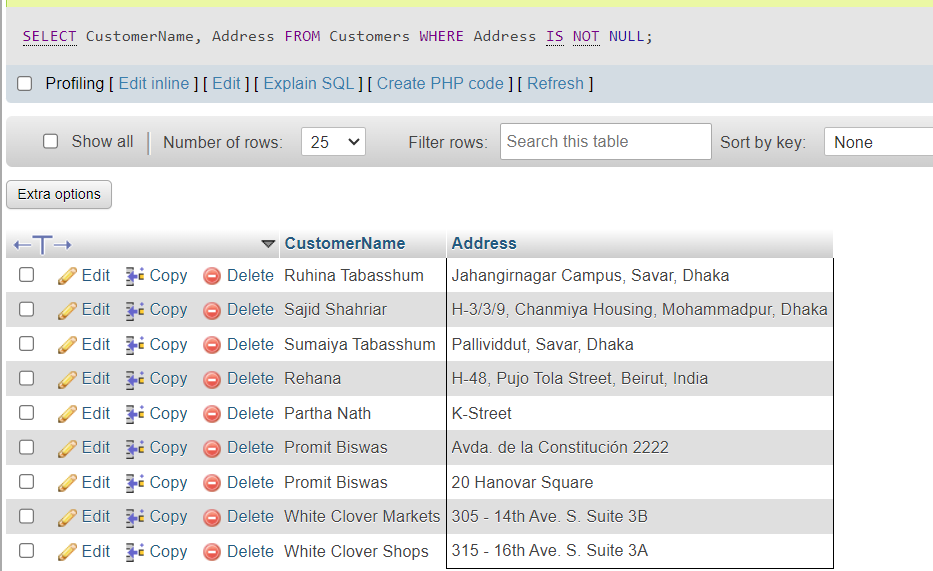 SELECT CustomerName, Address FROM Customers WHERE Address IS NOT NULL;
Profiling [ Edit inline ] [ Edit ] [ Explain SQL ] [ Create PHP code ] [ Refresh ]
Show all Number of rows: 25 Filter rows: Search this table Sort by key: None
Extra options
CustomerName Address
Edit Copy Delete Ruhina Tabasshum Jahangirnagar Campus, Savar, Dhaka
Edit Copy Delete Sajid Shahriar H-3/3/9, Chanmiya Housing, Mohammadpur, Dhaka
Edit Copy Delete Sumaiya Tabasshum Pallividdut, Savar, Dhaka
Edit Copy Delete Rehana H-48, Pujo Tola Street, Beirut, India
Edit Copy Delete Partha Nath K-Street
Edit Copy Delete Promit Biswas Avda. de la Constitución 2222
Edit Copy Delete Promit Biswas 20 Hanovar Square
Edit Copy Delete White Clover Markets 305 - 14th Ave. S. Suite 3B
Edit Copy Delete White Clover Shops 315 - 16th Ave. S. Suite 3A